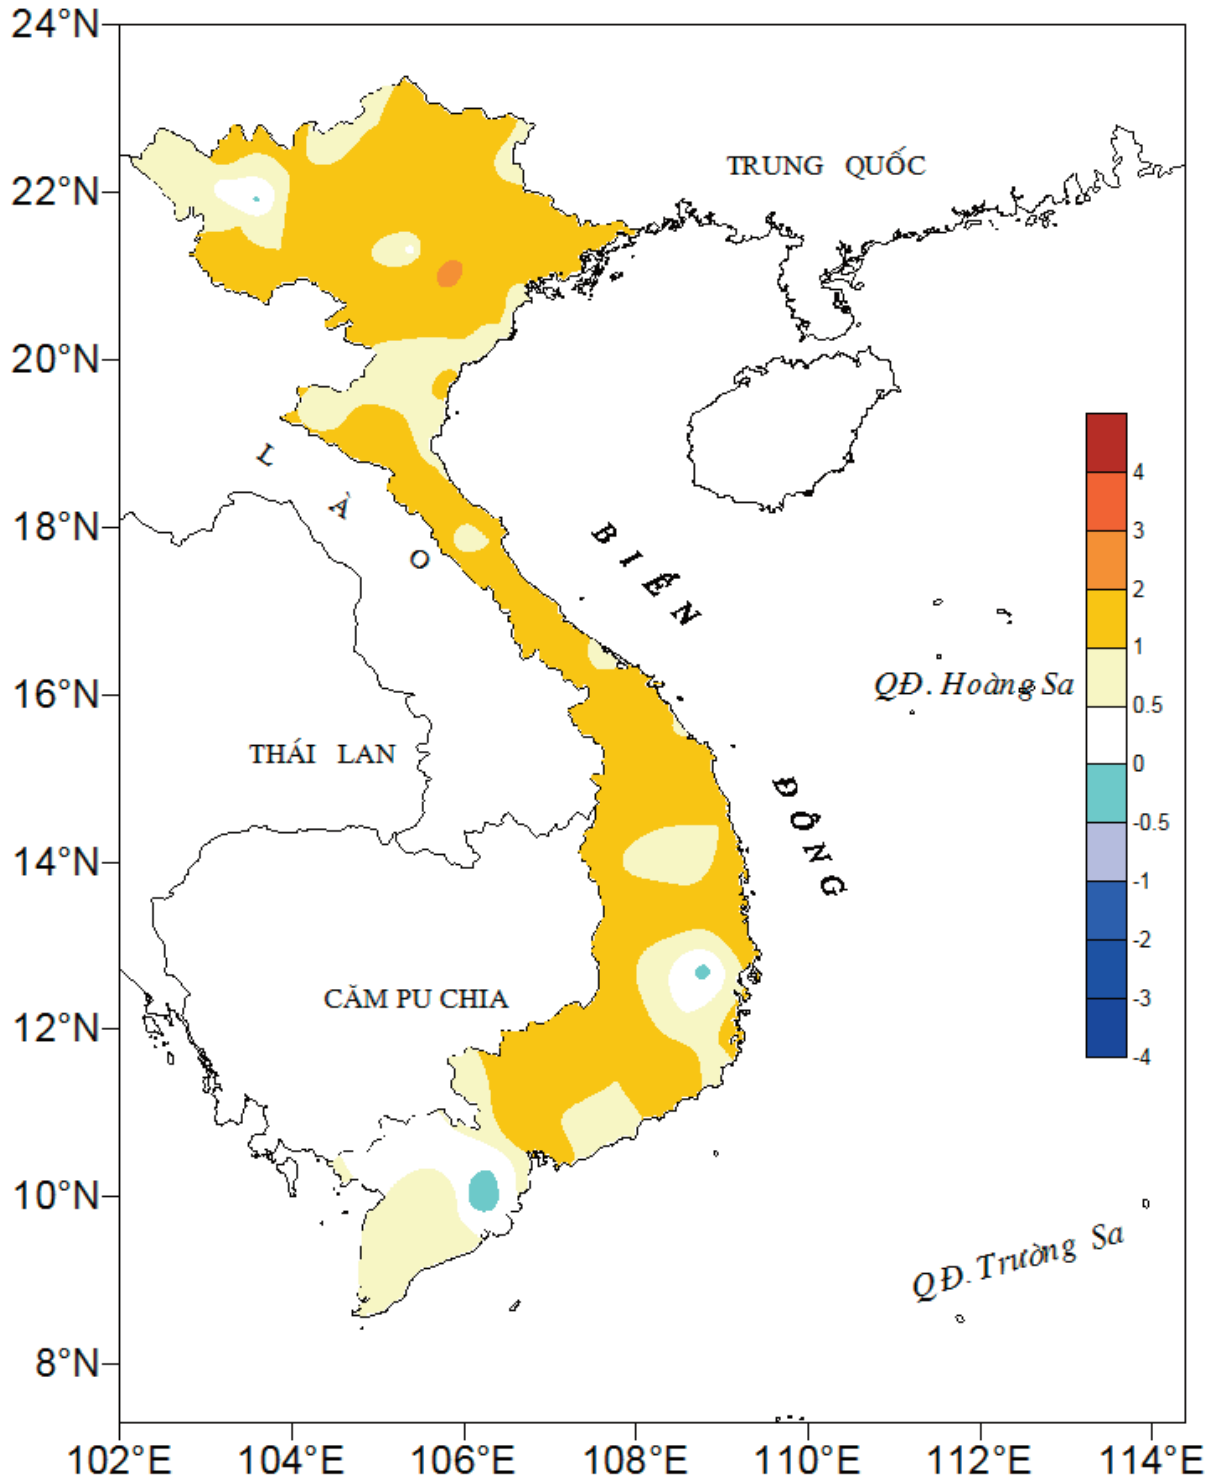 24°N
22°N
20°N
18°N
16°N
14°N
12°N
10°N
8°N
TRUNG QUỐC
LÀO
BIỂN
ĐÔNG
QĐ. Hoàng Sa
THÁI LAN
CĂM PU CHIA
QĐ. Trường Sa
4
3
2
1
0.5
0
-0.5
-1
-2
-3
-4
102°E
104°E
106°E
108°E
110°E
112°E
114°E